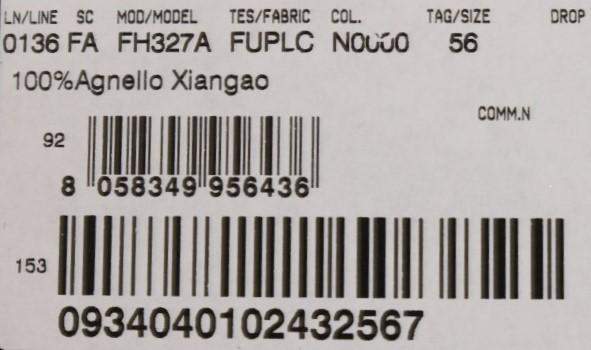 LN/LINE SC MOD/MODEL TES/FABRIC COL. TAG/SIZE DROP
0136 FA FH327A FUPLC N0000 56
100%Agnello Xiangao
COMM.N
92
8 058349 956436
153
0934040102432567